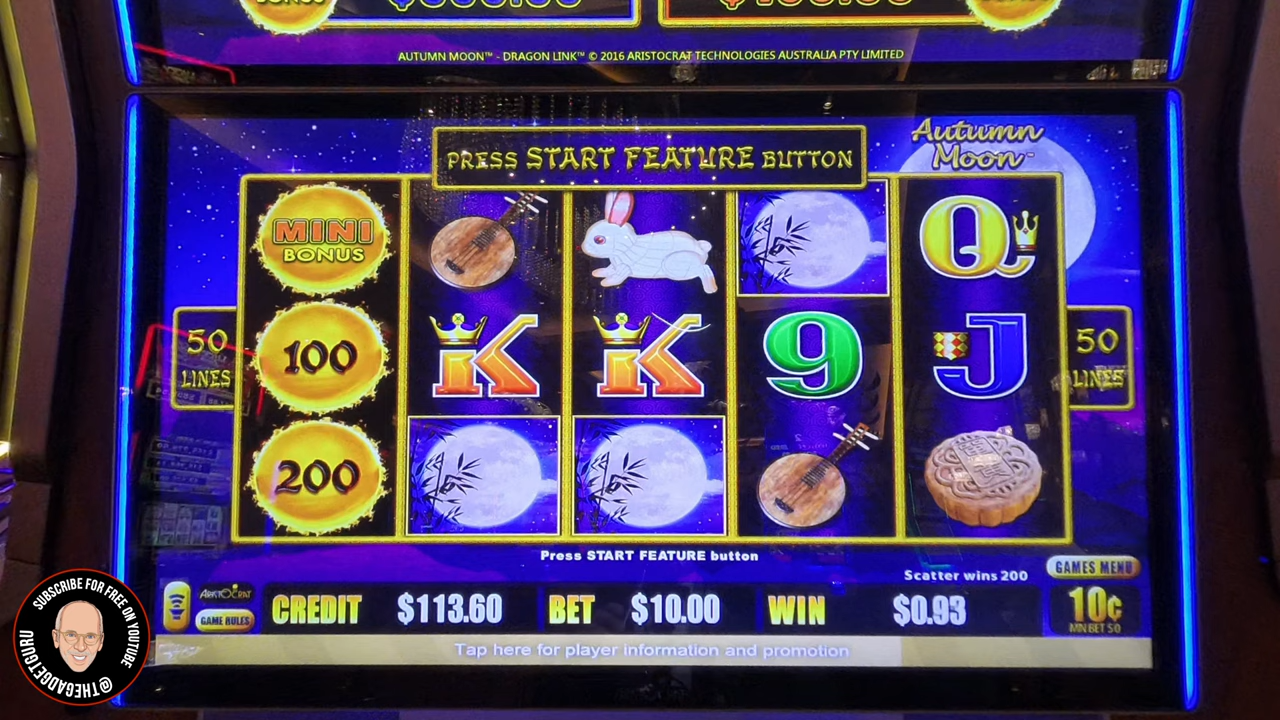 BONUS
AUTUMN MOON™ - DRAGON LINK™ © 2016 ARISTOCRAT TECHNOLOGIES AUSTRALIA PTY LIMITED
PRESS START FEATURE BUTTON
Autumn
Moon™
MINI
BONUS
Q
50
LINES
100
K
K
9
J
50
LINES
200
Press START FEATURE button
Scatter wins 200
GAMES MENU
ARISTOCRAT
GAME RULES
CREDIT $113.60 BET $10.00 WIN $0.93
10¢
MIN BET 50
Tap here for player information and promotion
SUBSCRIBE FOR FREE ON YOUTUBE
@THEGADGETGURU